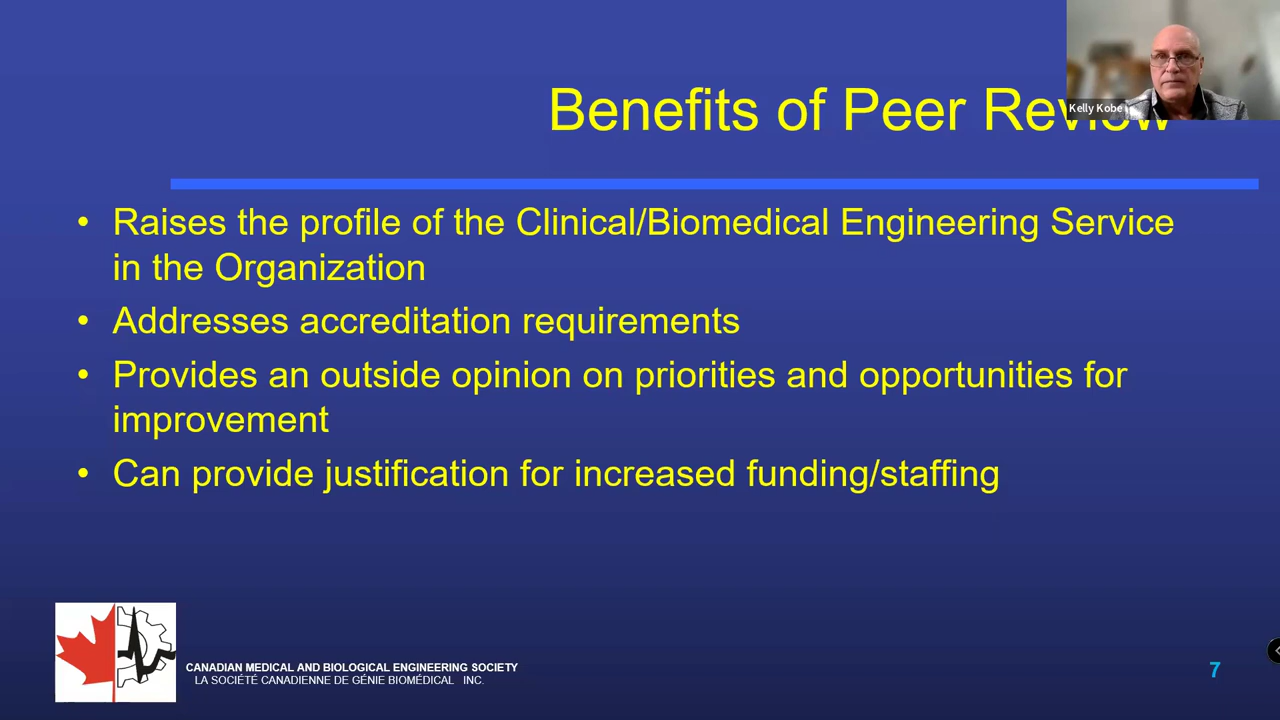 Benefits of Peer Review
Kelly Kobe
• Raises the profile of the Clinical/Biomedical Engineering Service
in the Organization
• Addresses accreditation requirements
• Provides an outside opinion on priorities and opportunities for
improvement
• Can provide justification for increased funding/staffing
CANADIAN MEDICAL AND BIOLOGICAL ENGINEERING SOCIETY
LA SOCIÉTÉ CANADIENNE DE GÉNIE BIOMÉDICAL INC.
7